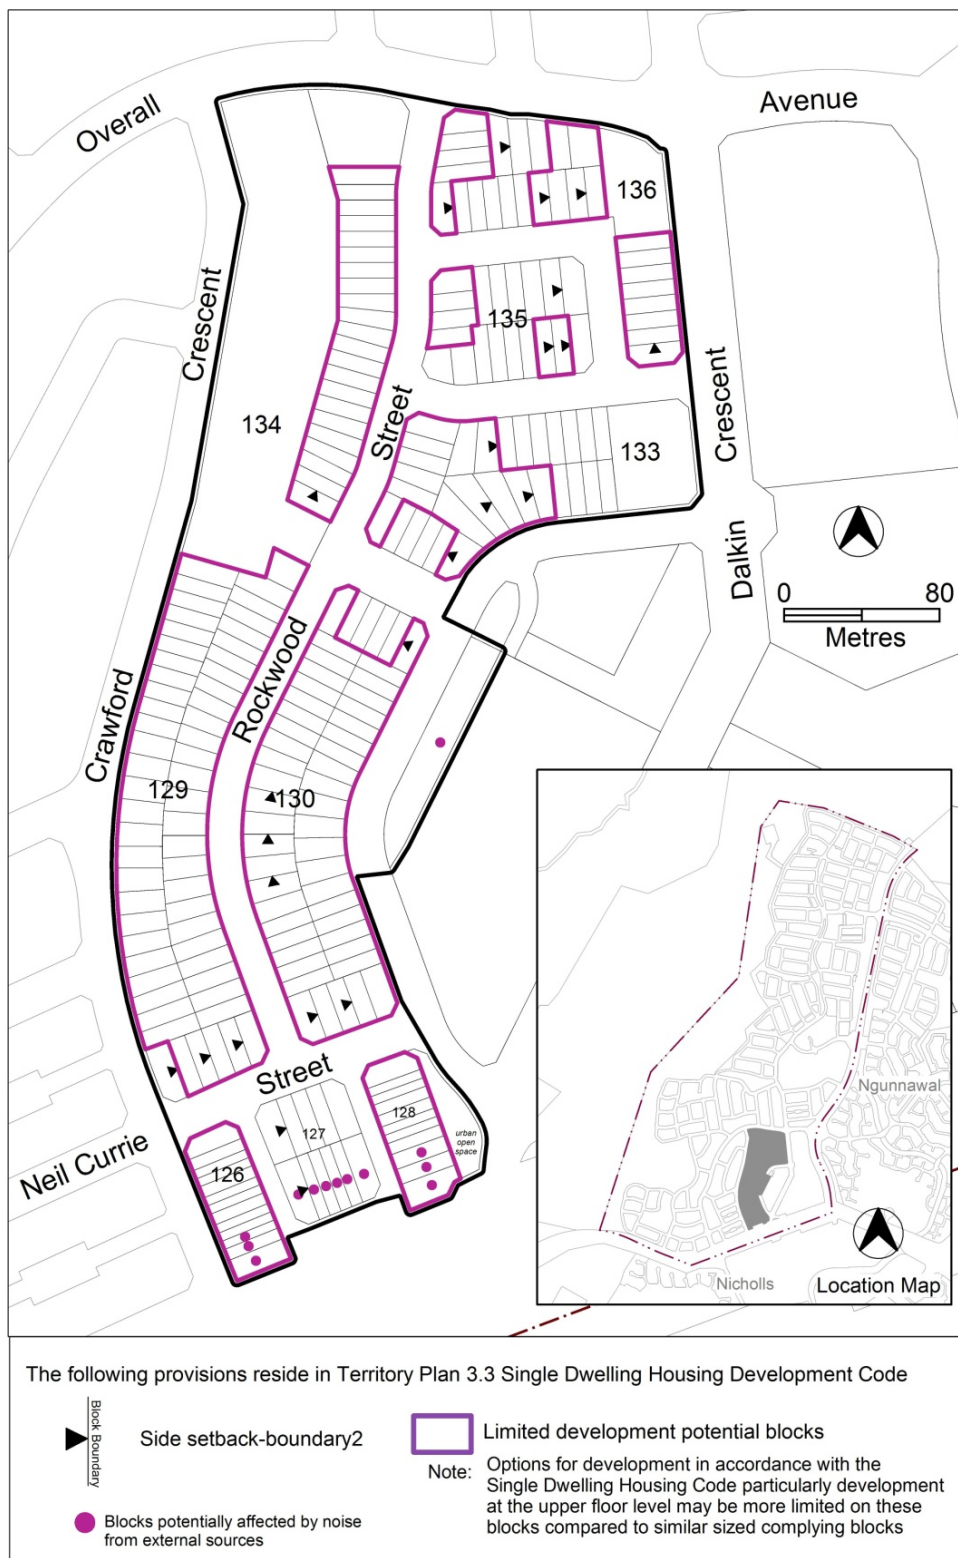 Overall
Avenue
136
Crescent
135
134
Street
133
Crescent
Dalkin
0 80
Metres
Rockwood
Crawford
129
130
Street
128
127
urban
open
space
126
Neil Currie
Ngunnawal
Nicholls
Location Map
The following provisions reside in Territory Plan 3.3 Single Dwelling Housing Development Code
Block Boundary
Side setback-boundary2
Limited development potential blocks
Note: Options for development in accordance with the
Single Dwelling Housing Code particularly development
at the upper floor level may be more limited on these
blocks compared to similar sized complying blocks
Blocks potentially affected by noise
from external sources